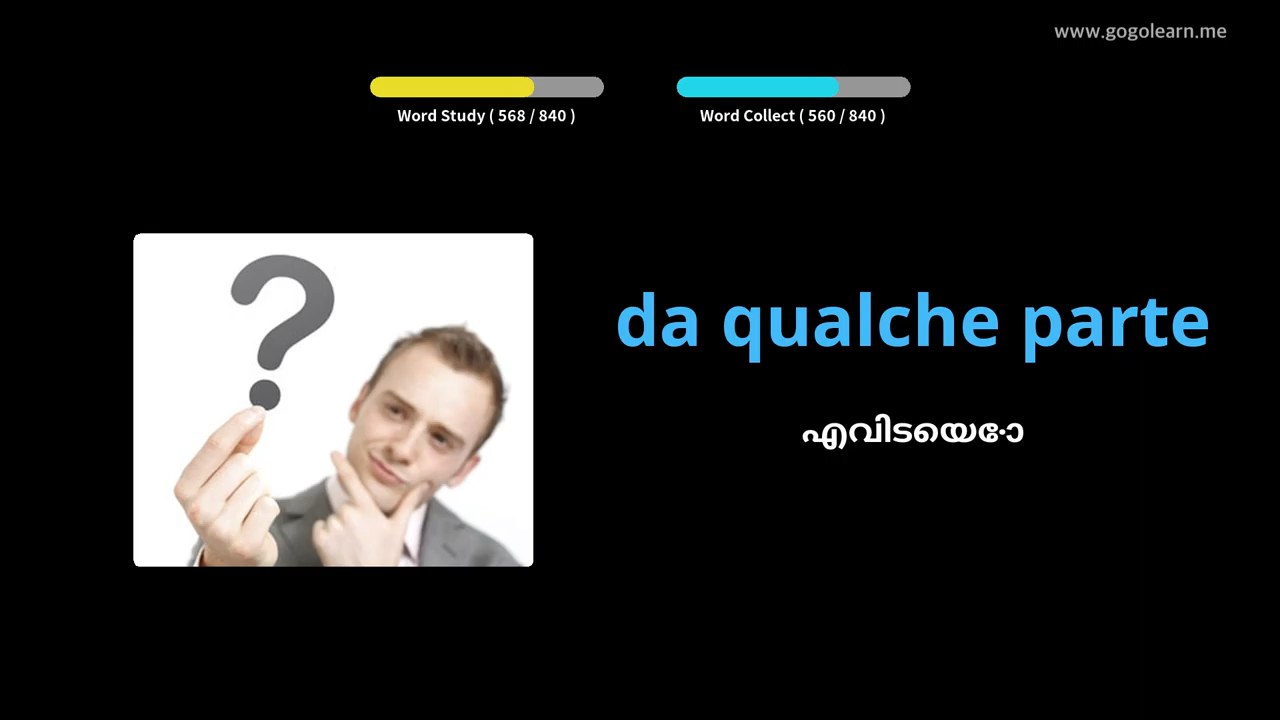 www.gogolearn.me
Word Study ( 568 / 840 )
Word Collect ( 560 / 840 )
?
da qualche parte
എവിടയെോ